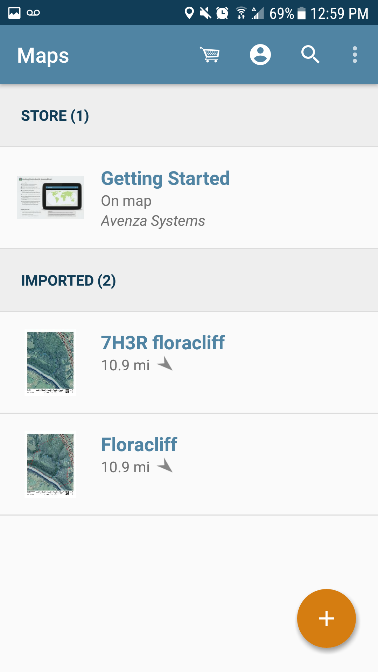 69% 12:59 PM
Maps
STORE (1)
Getting Started
On map
Avenza Systems
IMPORTED (2)
7H3R floracliff
10.9 mi
Floracliff
10.9 mi